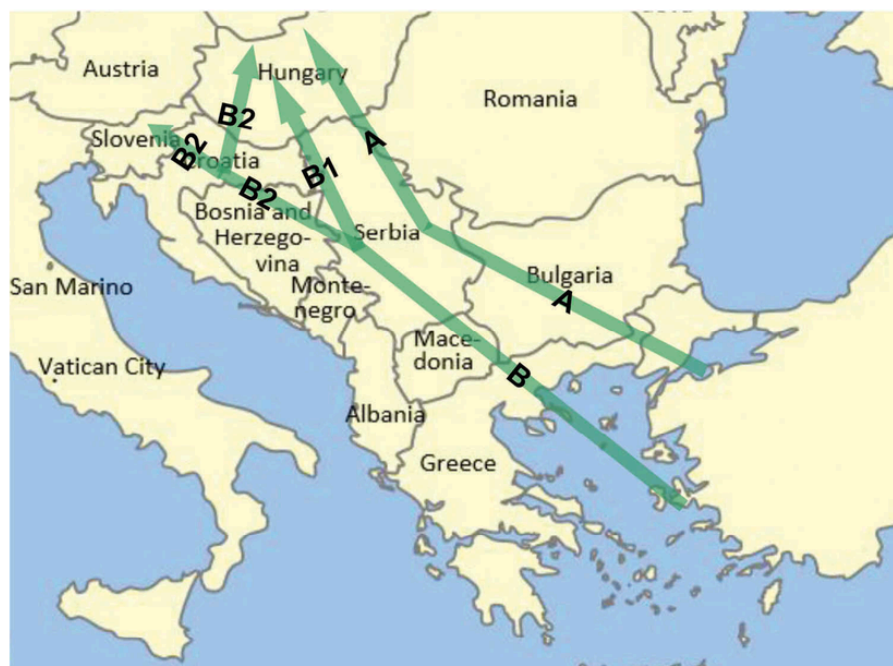 Austria
Hungary
Romania
Slovenia
Croatia
B2
B2
B2
B1
A
Bosnia and
Herzego-
vina
Serbia
Bulgaria
A
San Marino
Monte-
negro
Mace-
donia
B
Vatican City
Albania
Greece